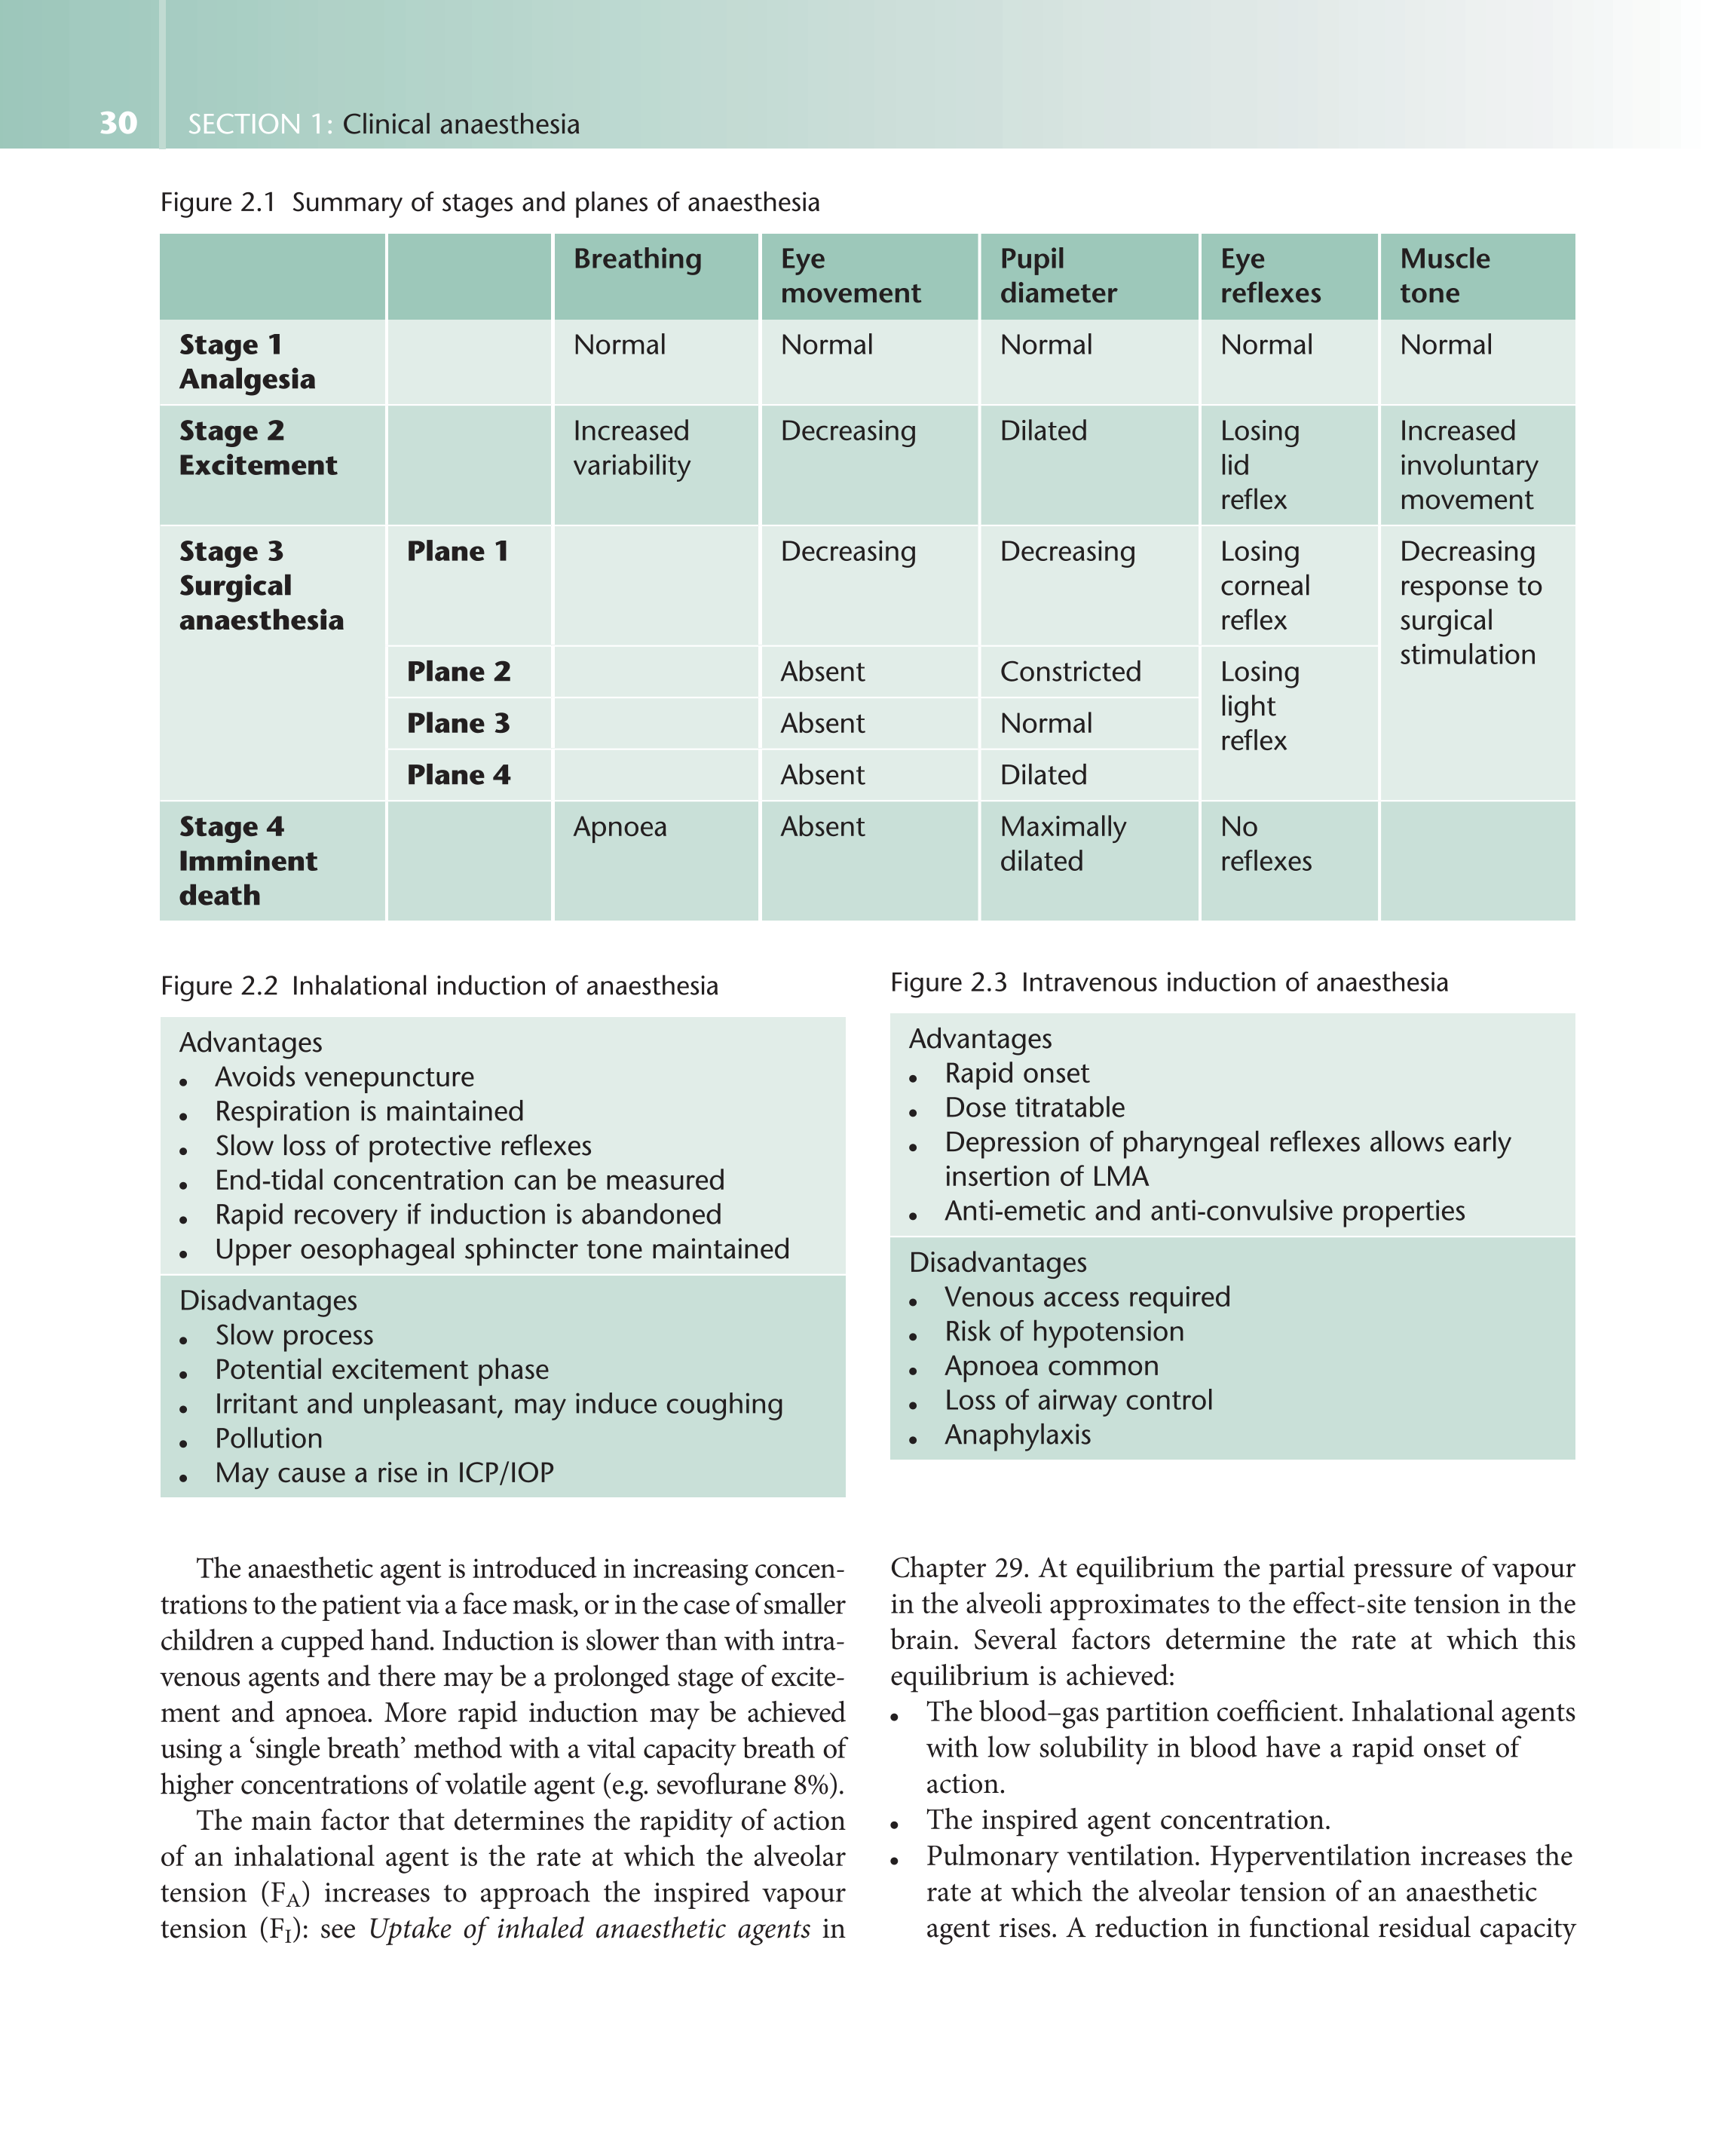 30 SECTION 1: Clinical anaesthesia
Figure 2.1 Summary of stages and planes of anaesthesia
Breathing Eye movement Pupil diameter Eye reflexes Muscle tone
Stage 1 Analgesia Normal Normal Normal Normal Normal
Stage 2 Excitement Increased variability Decreasing Dilated Losing lid reflex Increased involuntary movement
Stage 3 Surgical anaesthesia Plane 1 Decreasing Decreasing Losing corneal reflex Decreasing response to surgical stimulation
Plane 2 Absent Constricted Losing light reflex
Plane 3 Absent Normal
Plane 4 Absent Dilated
Stage 4 Imminent death Apnoea Absent Maximally dilated No reflexes
Figure 2.2 Inhalational induction of anaesthesia
Advantages
• Avoids venepuncture
• Respiration is maintained
• Slow loss of protective reflexes
• End-tidal concentration can be measured
• Rapid recovery if induction is abandoned
• Upper oesophageal sphincter tone maintained
Disadvantages
• Slow process
• Potential excitement phase
• Irritant and unpleasant, may induce coughing
• Pollution
• May cause a rise in ICP/IOP
Figure 2.3 Intravenous induction of anaesthesia
Advantages
• Rapid onset
• Dose titratable
• Depression of pharyngeal reflexes allows early
insertion of LMA
• Anti-emetic and anti-convulsive properties
Disadvantages
• Venous access required
• Risk of hypotension
• Apnoea common
• Loss of airway control
• Anaphylaxis
The anaesthetic agent is introduced in increasing concen-
trations to the patient via a face mask, or in the case of smaller
children a cupped hand. Induction is slower than with intra-
venous agents and there may be a prolonged stage of excite-
ment and apnoea. More rapid induction may be achieved
using a ‘single breath’ method with a vital capacity breath of
higher concentrations of volatile agent (e.g. sevoflurane 8%).
The main factor that determines the rapidity of action
of an inhalational agent is the rate at which the alveolar
tension (FA) increases to approach the inspired vapour
tension (FI): see Uptake of inhaled anaesthetic agents in
Chapter 29. At equilibrium the partial pressure of vapour
in the alveoli approximates to the effect-site tension in the
brain. Several factors determine the rate at which this
equilibrium is achieved:
• The blood–gas partition coefficient. Inhalational agents
with low solubility in blood have a rapid onset of
action.
• The inspired agent concentration.
• Pulmonary ventilation. Hyperventilation increases the
rate at which the alveolar tension of an anaesthetic
agent rises. A reduction in functional residual capacity